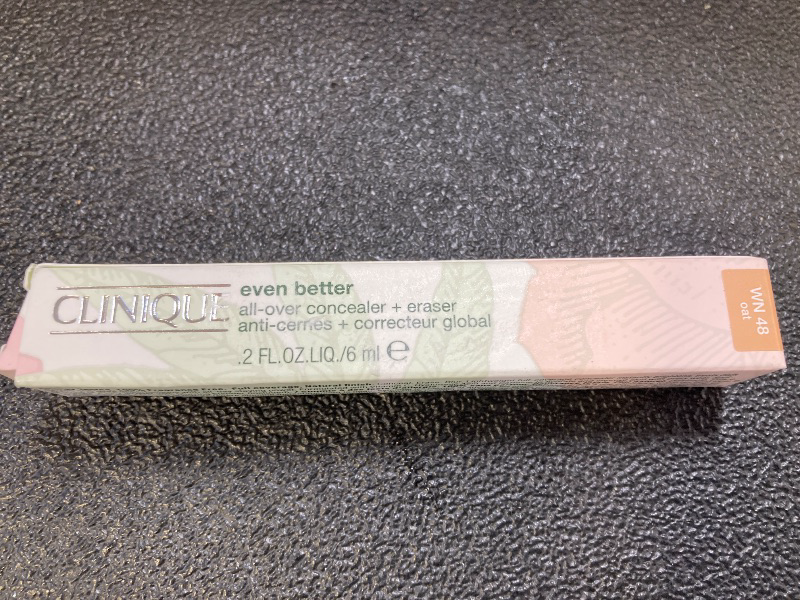 CLINIQUE
even better
all-over concealer + eraser
anti-cernes + correcteur global
.2 FL.OZ.LIQ./6 ml e
WN 48
oat